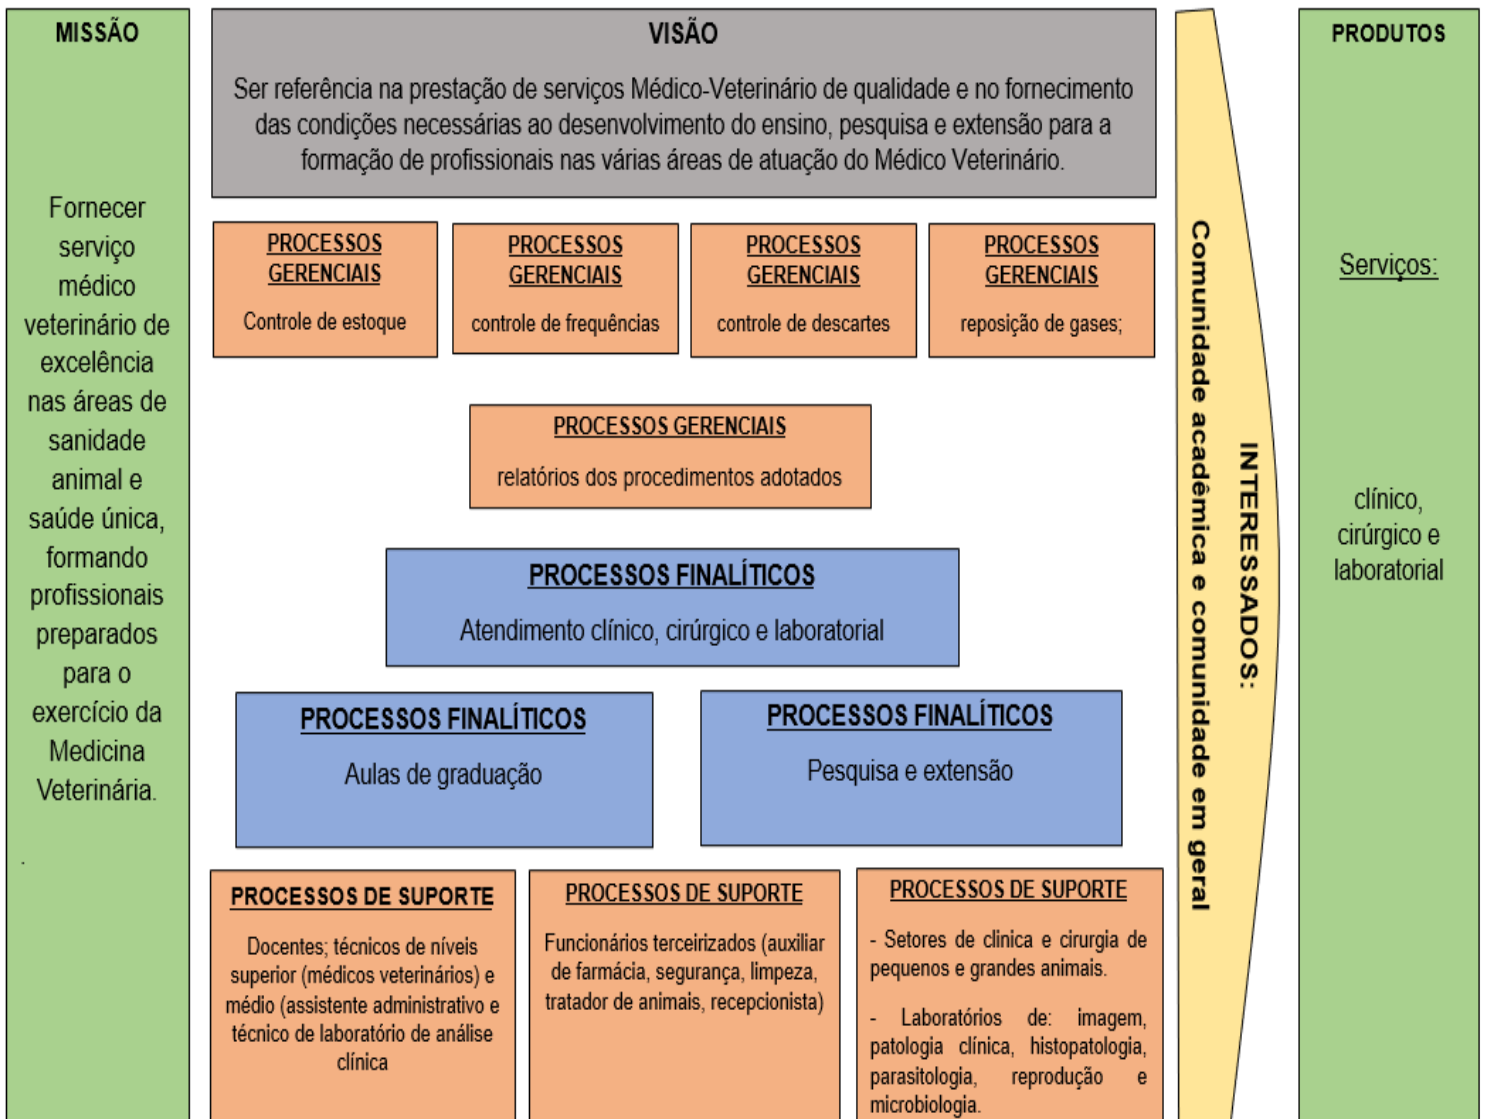 MISSÃO
Fornecer
serviço
médico
veterinário de
excelência
nas áreas de
sanidade
animal e
saúde única,
formando
profissionais
preparados
para o
exercício da
Medicina
Veterinária.
.
VISÃO
Ser referência na prestação de serviços Médico-Veterinário de qualidade e no fornecimento
das condições necessárias ao desenvolvimento do ensino, pesquisa e extensão para a
formação de profissionais nas várias áreas de atuação do Médico Veterinário.
PROCESSOS
GERENCIAIS
Controle de estoque
PROCESSOS
GERENCIAIS
controle de frequências
PROCESSOS
GERENCIAIS
controle de descartes
PROCESSOS
GERENCIAIS
reposição de gases;
PROCESSOS GERENCIAIS
relatórios dos procedimentos adotados
PROCESSOS FINALÍTICOS
Atendimento clínico, cirúrgico e laboratorial
PROCESSOS FINALÍTICOS
Aulas de graduação
PROCESSOS FINALÍTICOS
Pesquisa e extensão
PROCESSOS DE SUPORTE
Docentes; técnicos de níveis
superior (médicos veterinários) e
médio (assistente administrativo e
técnico de laboratório de análise
clínica
PROCESSOS DE SUPORTE
Funcionários terceirizados (auxiliar
de farmácia, segurança, limpeza,
tratador de animais, recepcionista)
PROCESSOS DE SUPORTE
- Setores de clinica e cirurgia de
pequenos e grandes animais.
- Laboratórios de: imagem,
patologia clínica, histopatologia,
parasitologia, reprodução e
microbiologia.
INTERESSADOS:
Comunidade acadêmica e comunidade em geral
PRODUTOS
Serviços:
clínico,
cirúrgico e
laboratorial